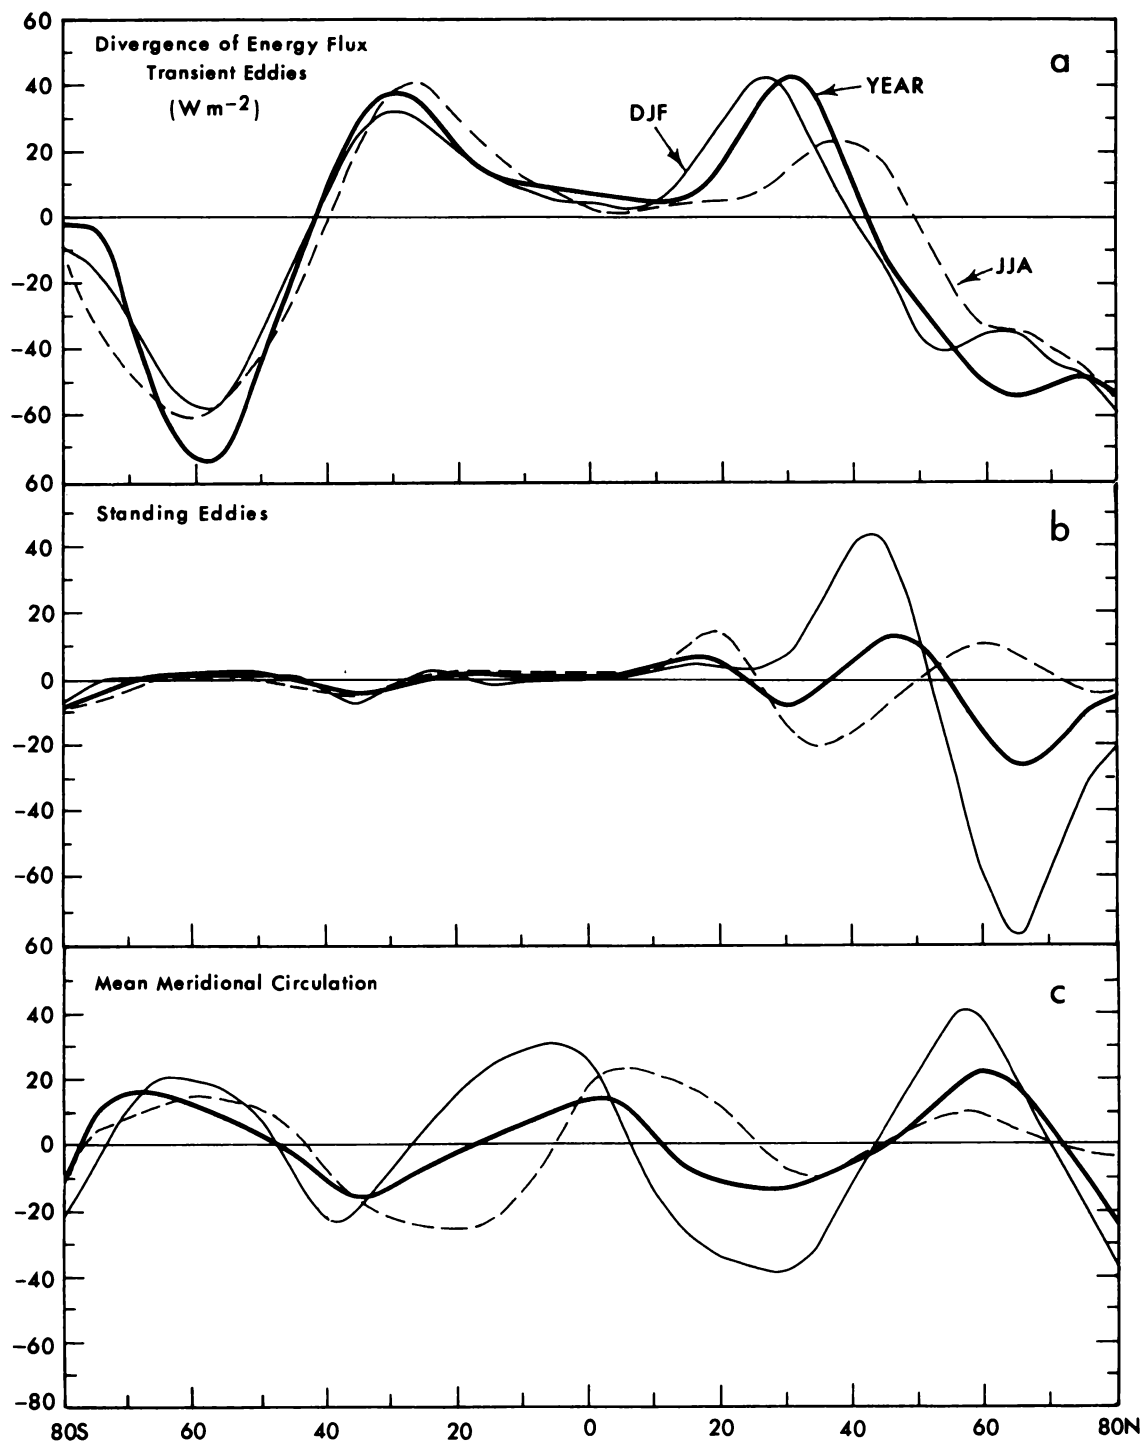 60
Divergence of Energy Flux
Transient Eddies
(W m−2)
a
40
YEAR
DJF
20
0
JJA
−20
−40
−60
60
Standing Eddies
b
40
20
0
−20
−40
−60
60
Mean Meridional Circulation
c
40
20
0
−20
−40
−60
−80
80S 60 40 20 0 20 40 60 80N